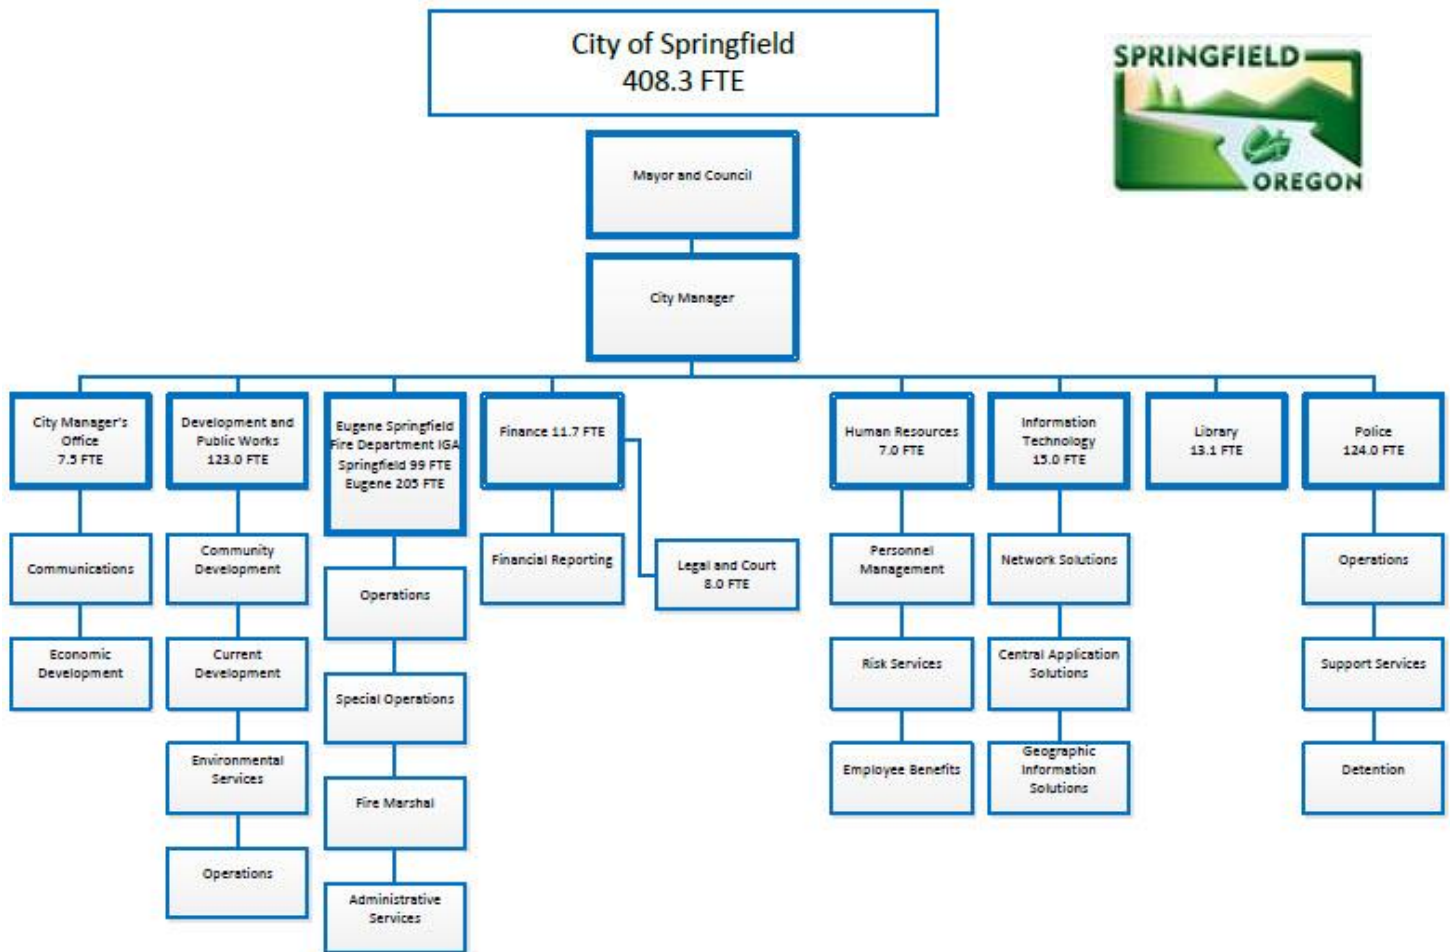 City of Springfield
408.3 FTE
SPRINGFIELD
OREGON
Mayor and Council
City Manager
City Manager's
Office
7.5 FTE
Development and
Public Works
123.0 FTE
Eugene Springfield
Fire Department IGA
Springfield 99 FTE
Eugene 205 FTE
Finance 11.7 FTE
Human Resources
7.0 FTE
Information
Technology
15.0 FTE
Library
13.1 FTE
Police
124.0 FTE
Communications
Economic
Development
Community
Development
Current
Development
Environmental
Services
Operations
Operations
Special Operations
Fire Marshal
Administrative
Services
Financial Reporting
Legal and Court
8.0 FTE
Personnel
Management
Risk Services
Employee Benefits
Network Solutions
Central Application
Solutions
Geographic
Information
Solutions
Operations
Support Services
Detention